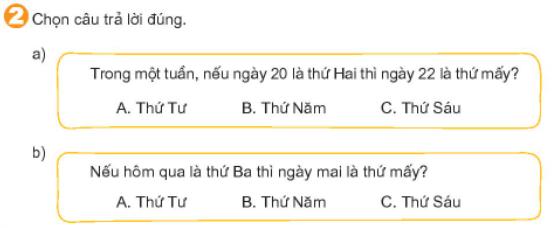 2 Chọn câu trả lời đúng.
a)
Trong một tuần, nếu ngày 20 là thứ Hai thì ngày 22 là thứ mấy?
A. Thứ Tư B. Thứ Năm C. Thứ Sáu
b)
Nếu hôm qua là thứ Ba thì ngày mai là thứ mấy?
A. Thứ Tư B. Thứ Năm C. Thứ Sáu